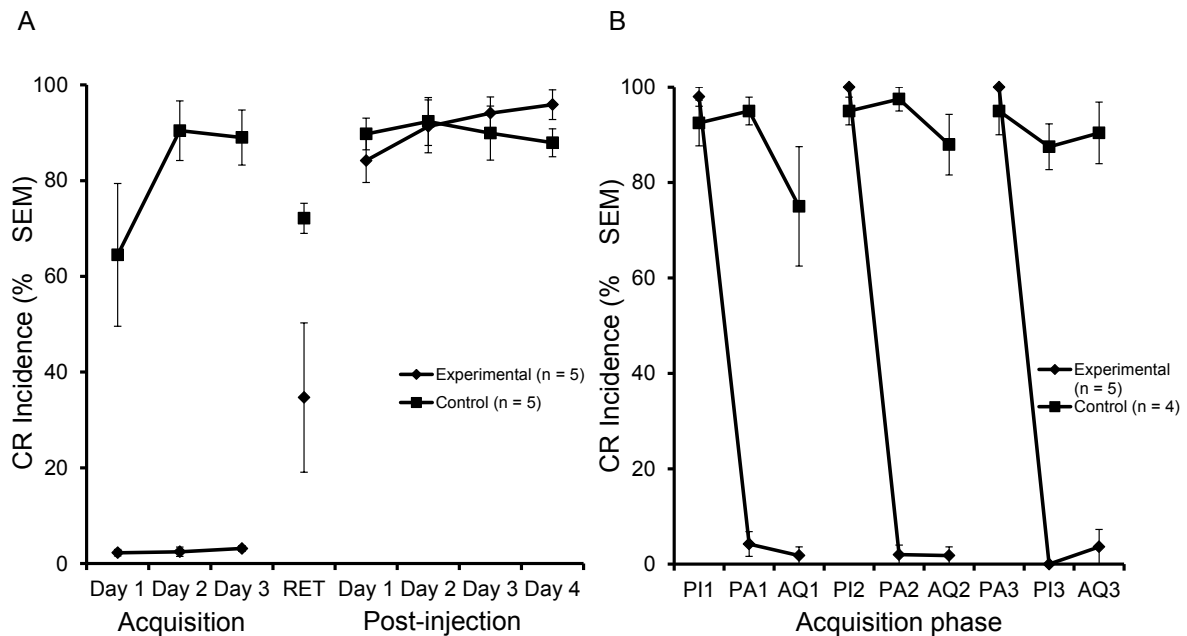 A
CR Incidence (% SEM)
100
80
60
40
20
0
Experimental (n = 5)
Control (n = 5)
Day 1 Day 2 Day 3 RET Day 1 Day 2 Day 3 Day 4
Acquisition Post-injection
B
CR Incidence (% SEM)
100
80
60
40
20
0
Experimental
(n = 5)
Control (n = 4)
PI1 PA1 AQ1 PI2 PA2 AQ2 PA3 PI3 AQ3
Acquisition phase